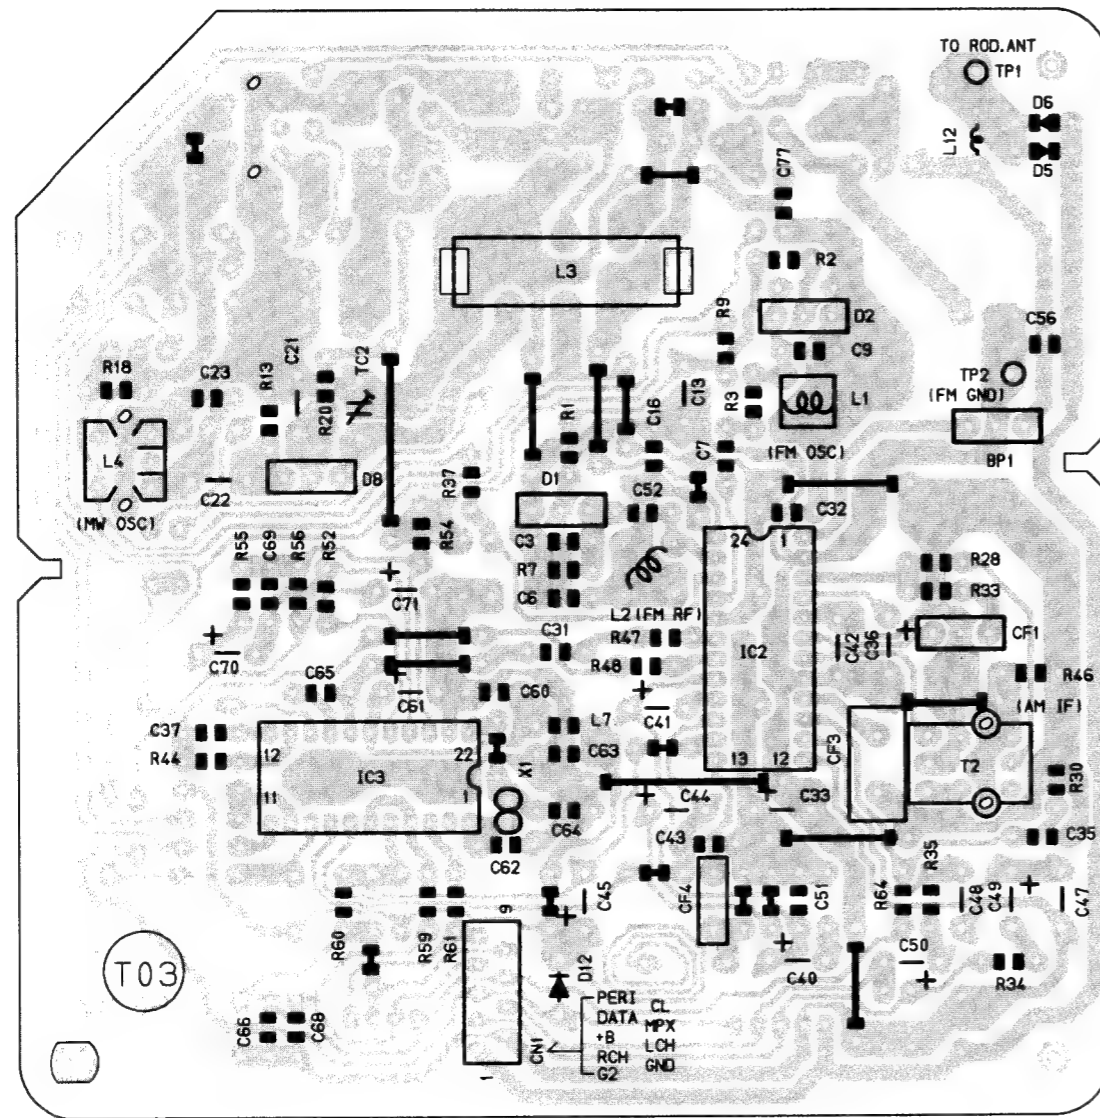 TO ROD.ANT
TP1
D6
L12
D5
C77
L3
R2
R9
D2
C56
C9
TP2
(FM GND)
R18
C23
R13
C21
TC2
R20
C13
R3
L1
R1
C16
C7
(FM OSC)
BP1
L4
C22
D8
R37
D1
C52
(MW OSC)
C32
R54
24
1
R55
C69
R56
R52
C3
R7
C6
C71
R28
R33
L2(FM RF)
C70
C31
R47
IC2
C42
C36
CF1
R48
C65
C61
C60
C41
R46
(AM IF)
C37
R44
12
22
IC3
11
1
X1
L7
C63
13
12
CF3
T2
R30
C44
C33
C64
C62
C43
C35
R35
R60
R59
R61
9
C45
CF4
C51
R64
C48
C49
C47
T03
D12
C40
C50
R34
C66
C68
CN1
1
PERI
CL
DATA
MPX
+B
LCH
RCH
GND
G2